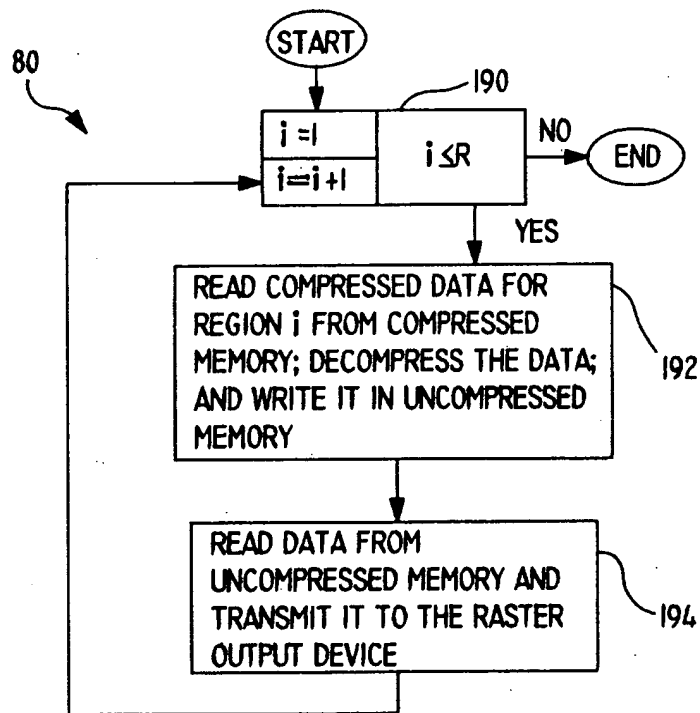 START
80
190
i = 1
i = i + 1
i ≤ R
NO
END
YES
READ COMPRESSED DATA FOR
REGION i FROM COMPRESSED
MEMORY; DECOMPRESS THE DATA;
AND WRITE IT IN UNCOMPRESSED
MEMORY
192
READ DATA FROM
UNCOMPRESSED MEMORY AND
TRANSMIT IT TO THE RASTER
OUTPUT DEVICE
194